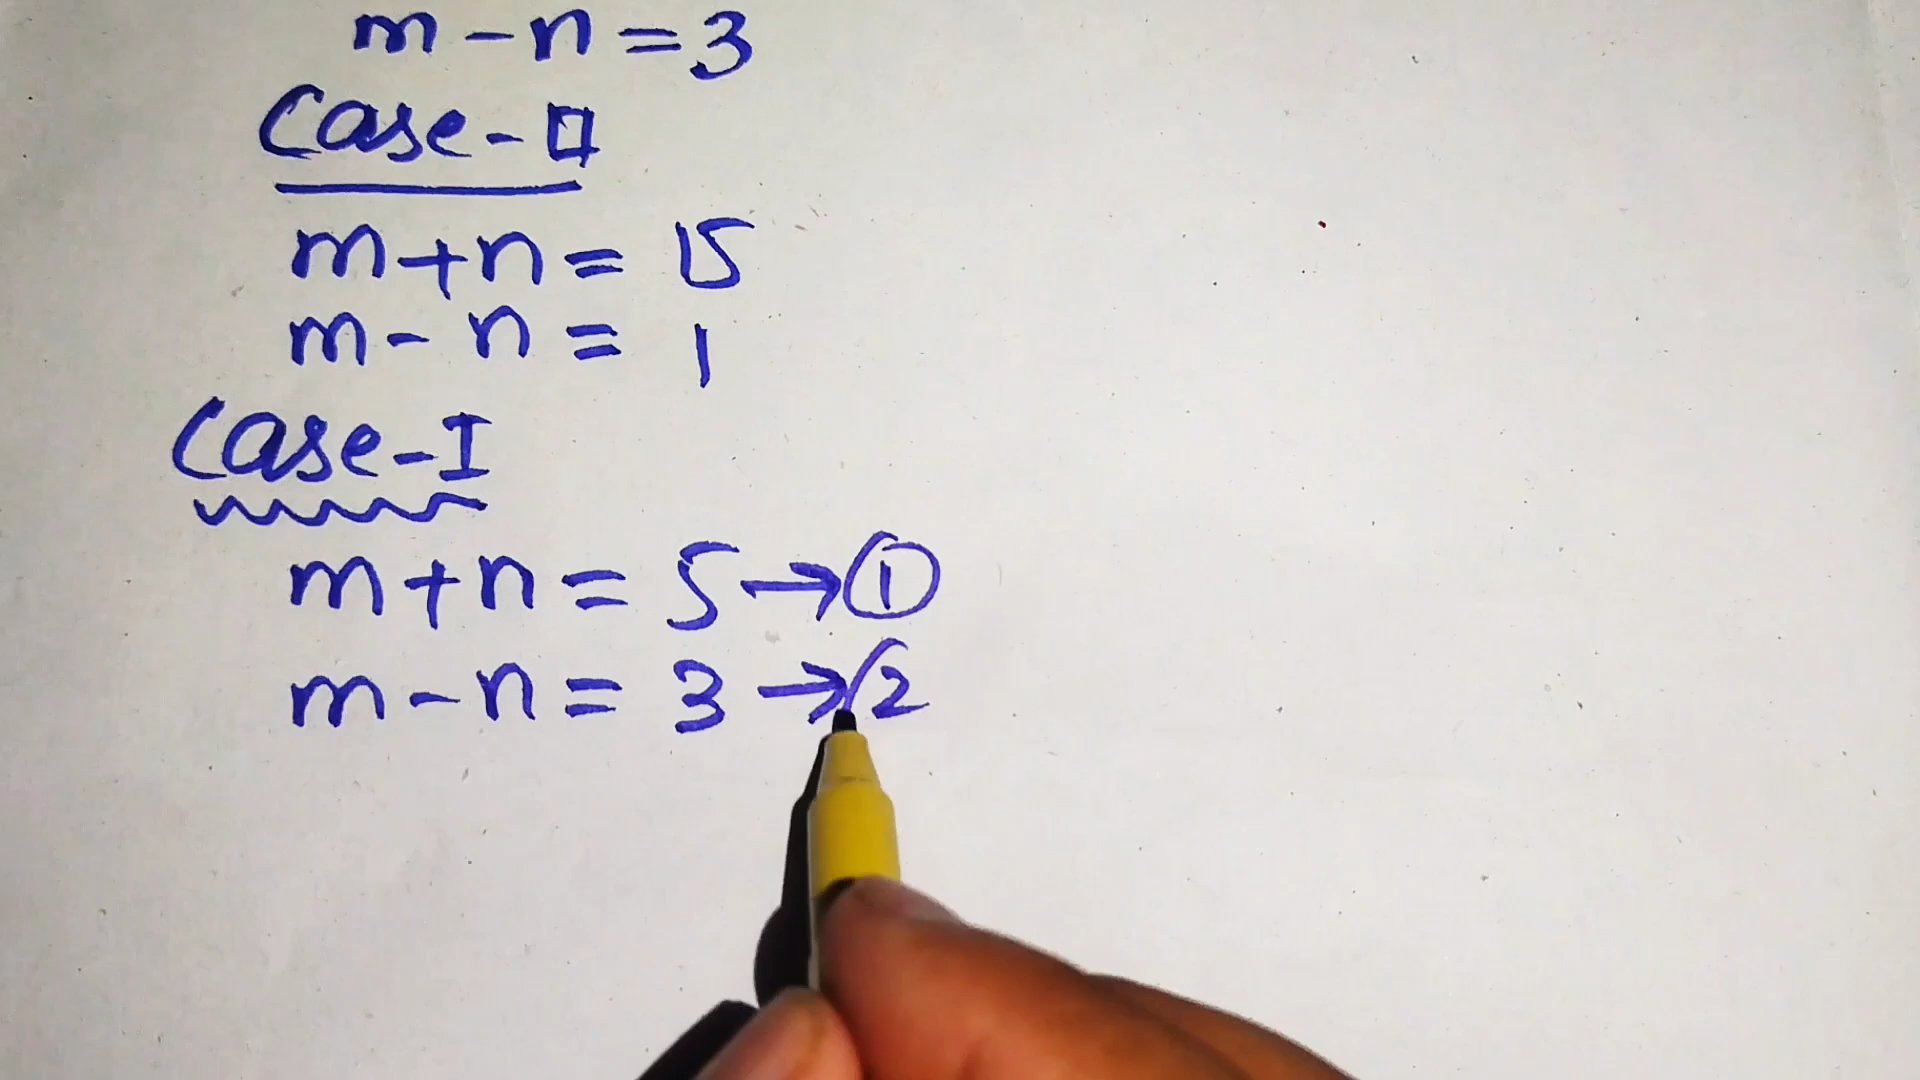 m - n = 3
Case - II
m + n = 15
m - n = 1
Case - I
m + n = 5 → ①
m - n = 3 → 2